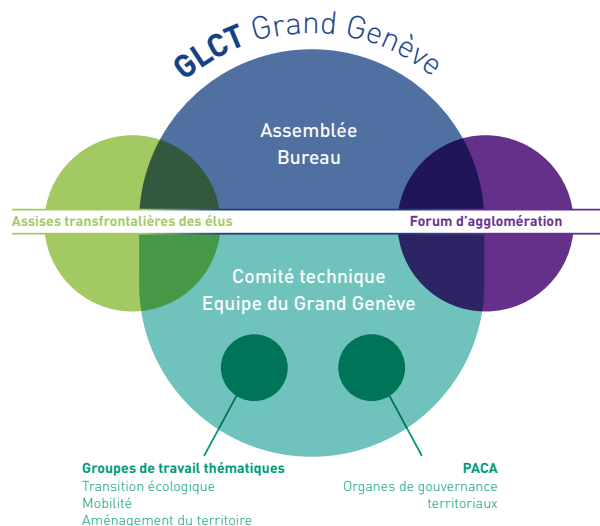 GLCT Grand Genève
Assemblée
Bureau
Assises transfrontalières des élus
Forum d'agglomération
Comité technique
Equipe du Grand Genève
Groupes de travail thématiques
Transition écologique
Mobilité
Aménagement du territoire
PACA
Organes de gouvernance
territoriaux